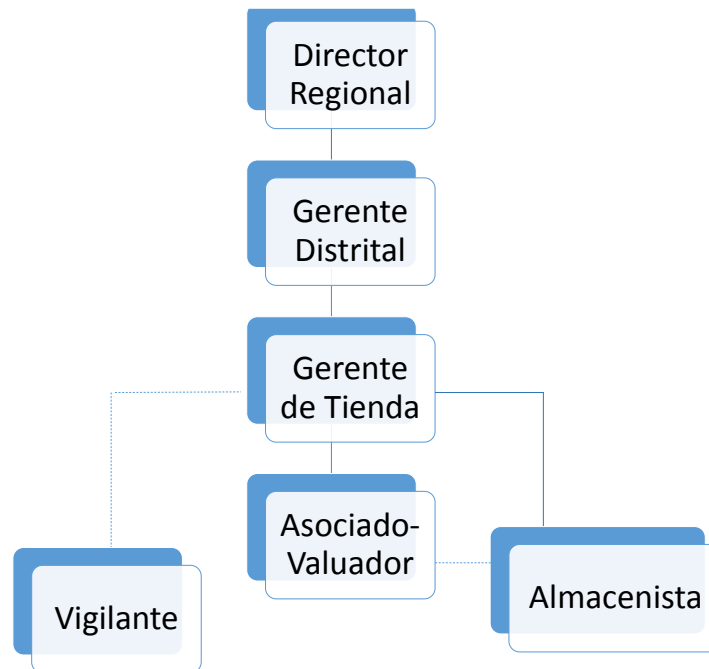 Director
Regional
Gerente
Distrital
Gerente
de Tienda
Asociado-
Valuador
Vigilante
Almacenista